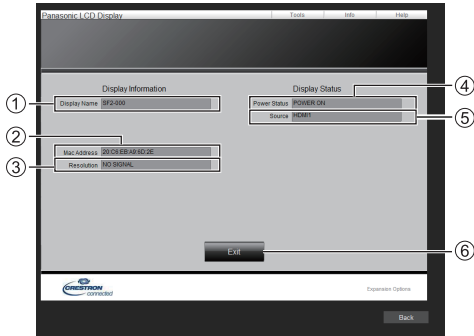 Panasonic LCD Display
Tools Info Help
Display Information
Display Status
① Display Name SF2-000
④ Power Status POWER ON
⑤ Source HDMI1
② Mac Address 20:C6:EB:A9:6D:2E
③ Resolution NO SIGNAL
Exit ⑥
CRESTRON
connected
Expansion Options
Back